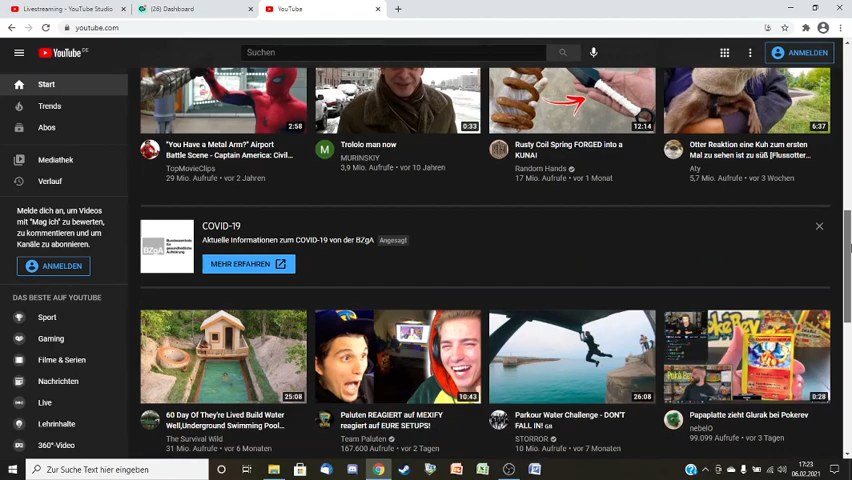 Livestreaming - YouTube Studio
(26) Dashboard
YouTube
youtube.com
YouTube DE
Suchen
ANMELDEN
Start
Trends
Abos
Mediathek
Verlauf
Melde dich an, um Videos
mit "Mag ich" zu bewerten,
zu kommentieren und um
Kanäle zu abonnieren.
ANMELDEN
DAS BESTE AUF YOUTUBE
Sport
Gaming
Filme & Serien
Nachrichten
Live
Lehrinhalte
360°-Video
2:58
"You Have a Metal Arm?" Airport
Battle Scene - Captain America: Civil...
TopMovieClips
29 Mio. Aufrufe • vor 2 Jahren
0:33
M
Trololo man now
MURINSKIY
3,9 Mio. Aufrufe • vor 10 Jahren
12:14
Rusty Coil Spring FORGED into a
KUNAI
Random Hands
17 Mio. Aufrufe • vor 1 Monat
6:37
Otter Reaktion eine Kuh zum ersten
Mal zu sehen ist zu süß [Flussotter...
Aty
5,7 Mio. Aufrufe • vor 3 Wochen
BZgA
Bundeszentrale
für
gesundheitliche
Aufklärung
COVID-19
Aktuelle Informationen zum COVID-19 von der BZgA Angesagt
MEHR ERFAHREN
25:08
60 Day Of They're Lived Build Water
Well,Underground Swimming Pool...
The Survival Wild
31 Mio. Aufrufe • vor 6 Monaten
10:43
Paluten REAGIERT auf MEXIFY
reagiert auf EURE SETUPS!
Team Paluten
167.600 Aufrufe • vor 2 Tagen
26:08
Parkour Water Challenge - DON'T
FALL IN! 🇬🇧
STORROR
10 Mio. Aufrufe • vor 7 Monaten
0:28
Papaplatte zieht Glurak bei Pokerev
nebelO
99.099 Aufrufe • vor 3 Tagen
Zur Suche Text hier eingeben
17:23
06.02.2021